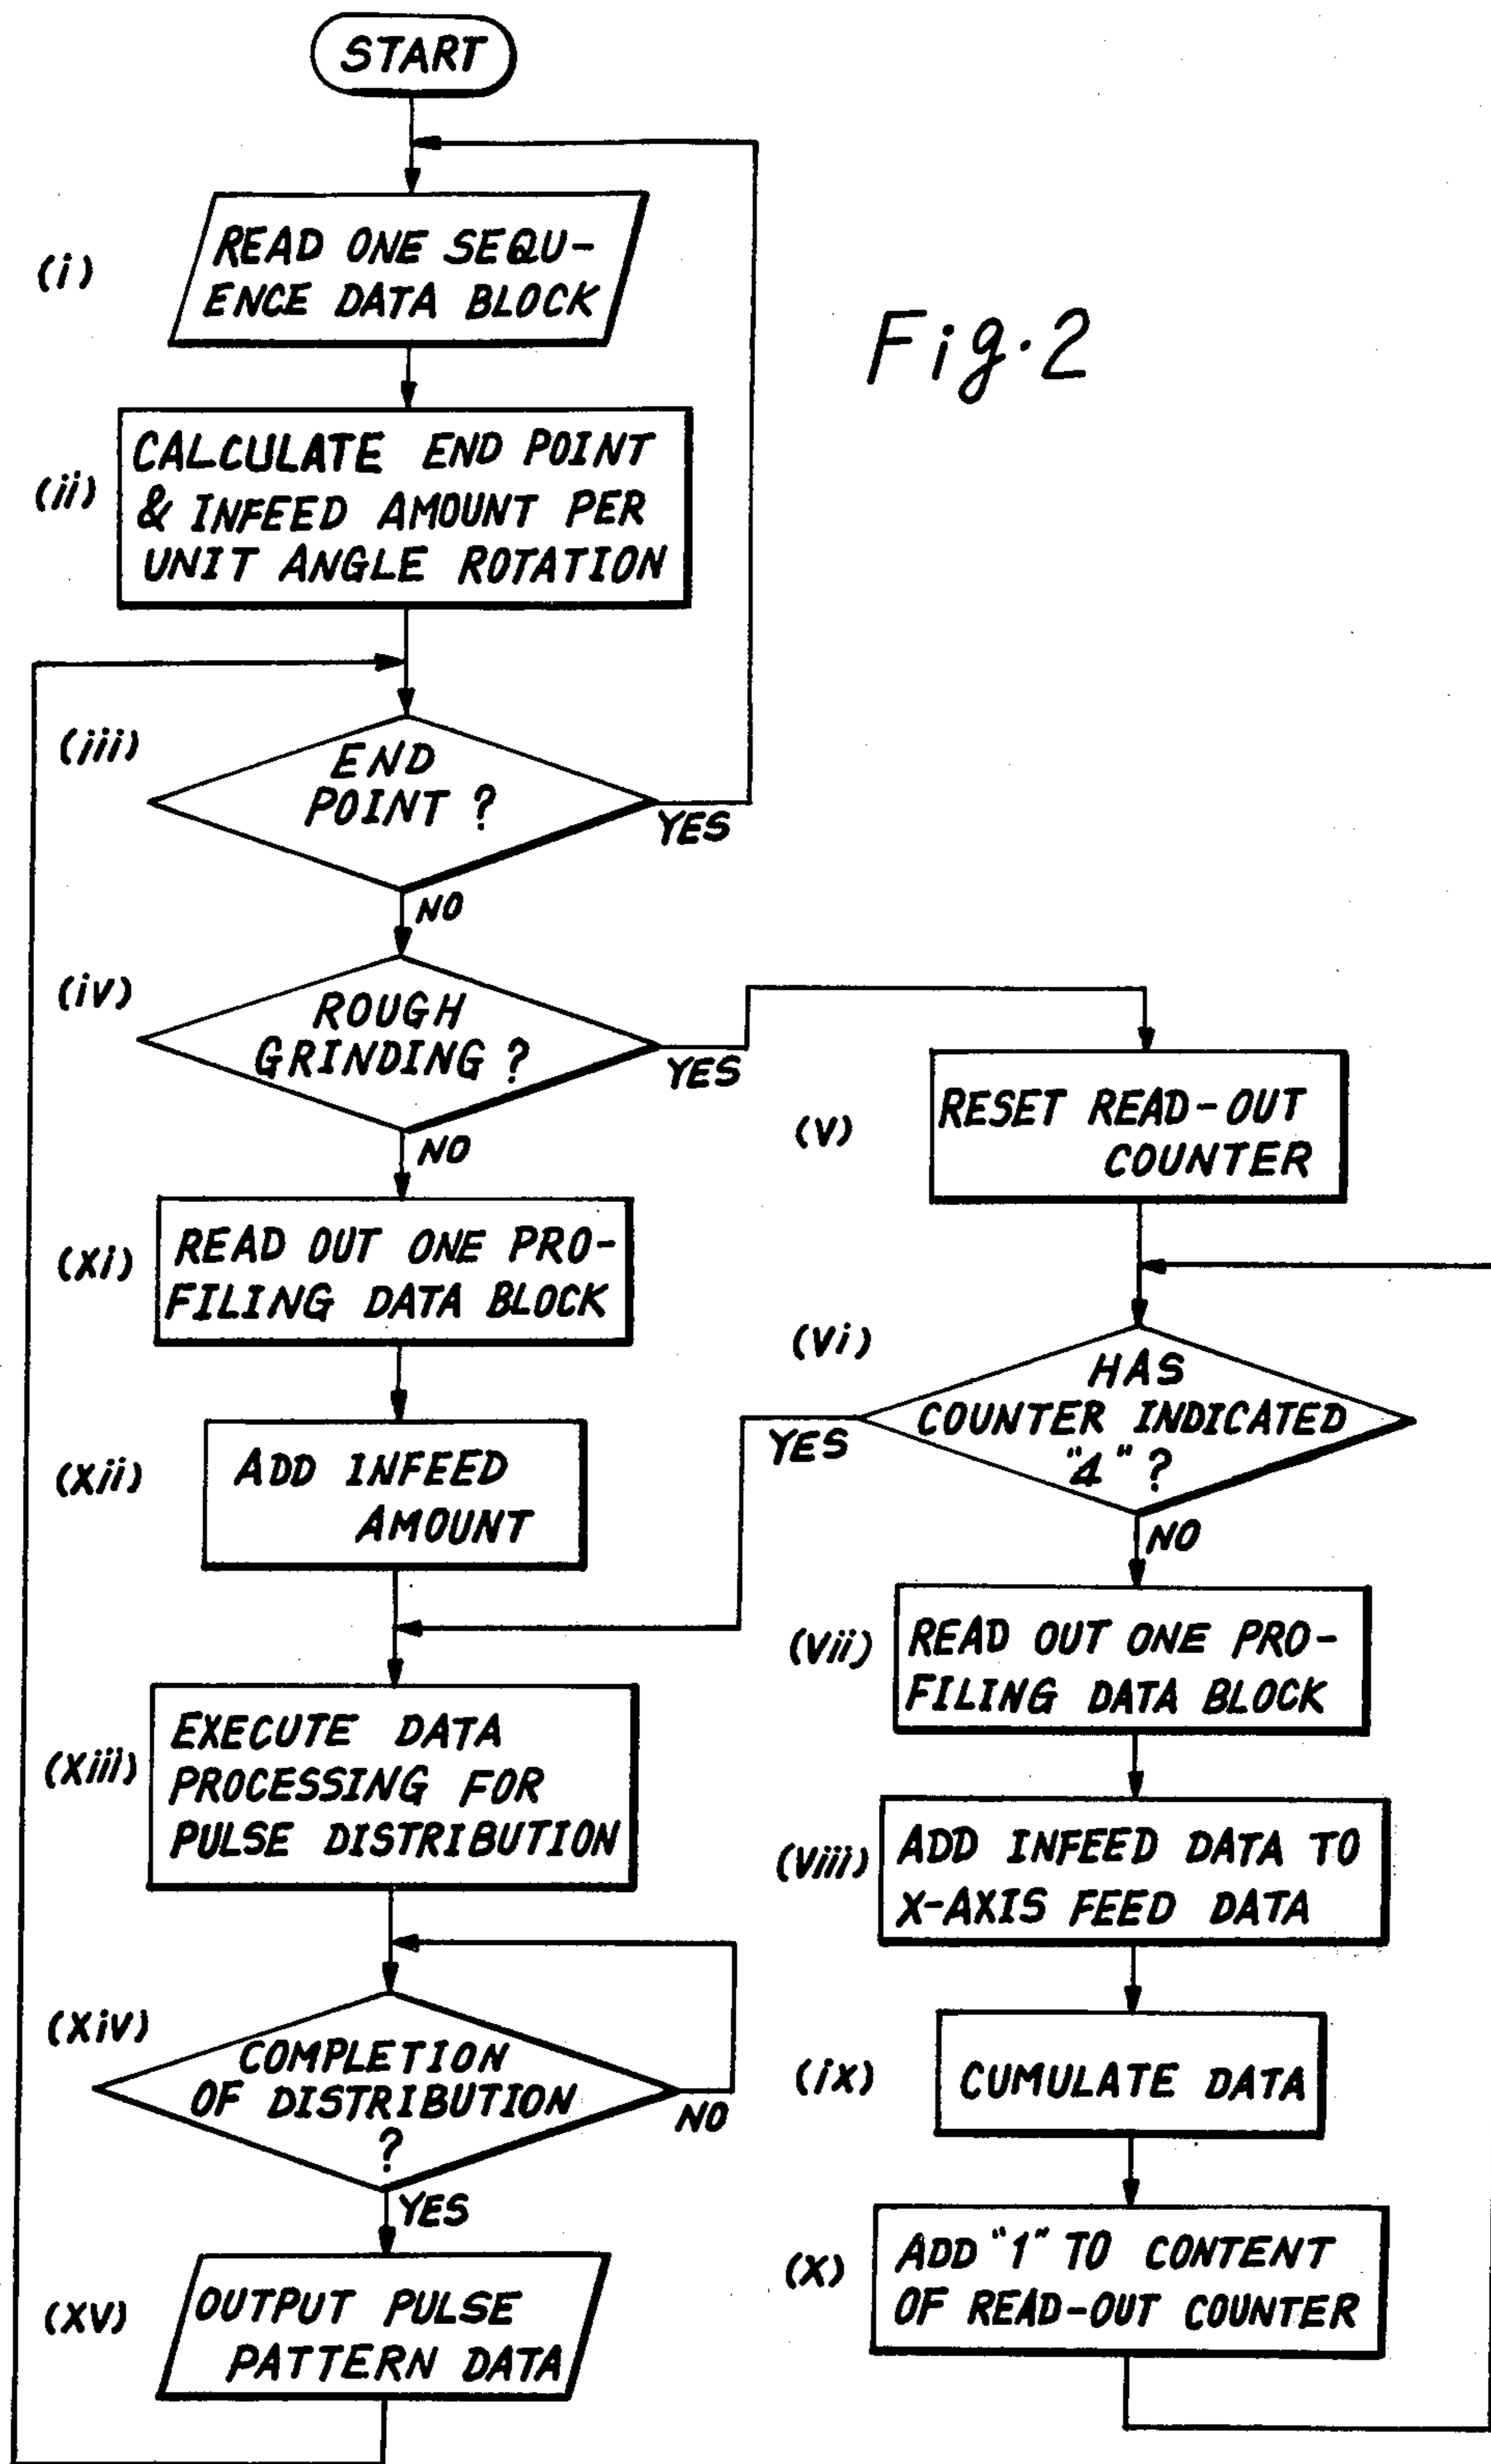 START
(i)
READ ONE SEQU-
ENCE DATA BLOCK
Fig. 2
(ii)
CALCULATE END POINT
& INFEED AMOUNT PER
UNIT ANGLE ROTATION
(iii)
END
POINT ?
YES
NO
(iv)
ROUGH
GRINDING ?
YES
NO
(v)
RESET READ-OUT
COUNTER
(vi)
HAS
COUNTER INDICATED
"4" ?
YES
NO
(vii)
READ OUT ONE PRO-
FILING DATA BLOCK
(viii)
ADD INFEED DATA TO
X-AXIS FEED DATA
(ix)
CUMULATE DATA
(x)
ADD "1" TO CONTENT
OF READ-OUT COUNTER
(xi)
READ OUT ONE PRO-
FILING DATA BLOCK
(xii)
ADD INFEED
AMOUNT
(xiii)
EXECUTE DATA
PROCESSING FOR
PULSE DISTRIBUTION
(xiv)
COMPLETION
OF DISTRIBUTION
?
NO
YES
(xv)
OUTPUT PULSE
PATTERN DATA